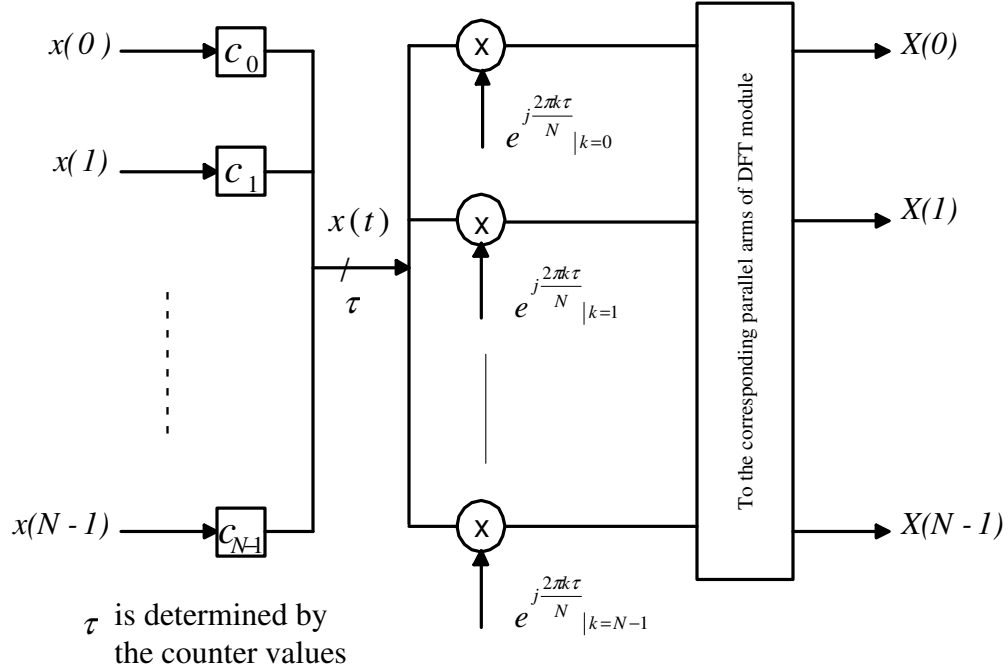 x(0) c₀ x X(0)
e^{j2πkτ/N}|k=0
x(1) c₁ x X(1)
x(t)
τ
e^{j2πkτ/N}|k=1
To the corresponding parallel arms of DFT module
x(N-1) c_{N-1} x X(N-1)
e^{j2πkτ/N}|k=N-1
τ is determined by
the counter values